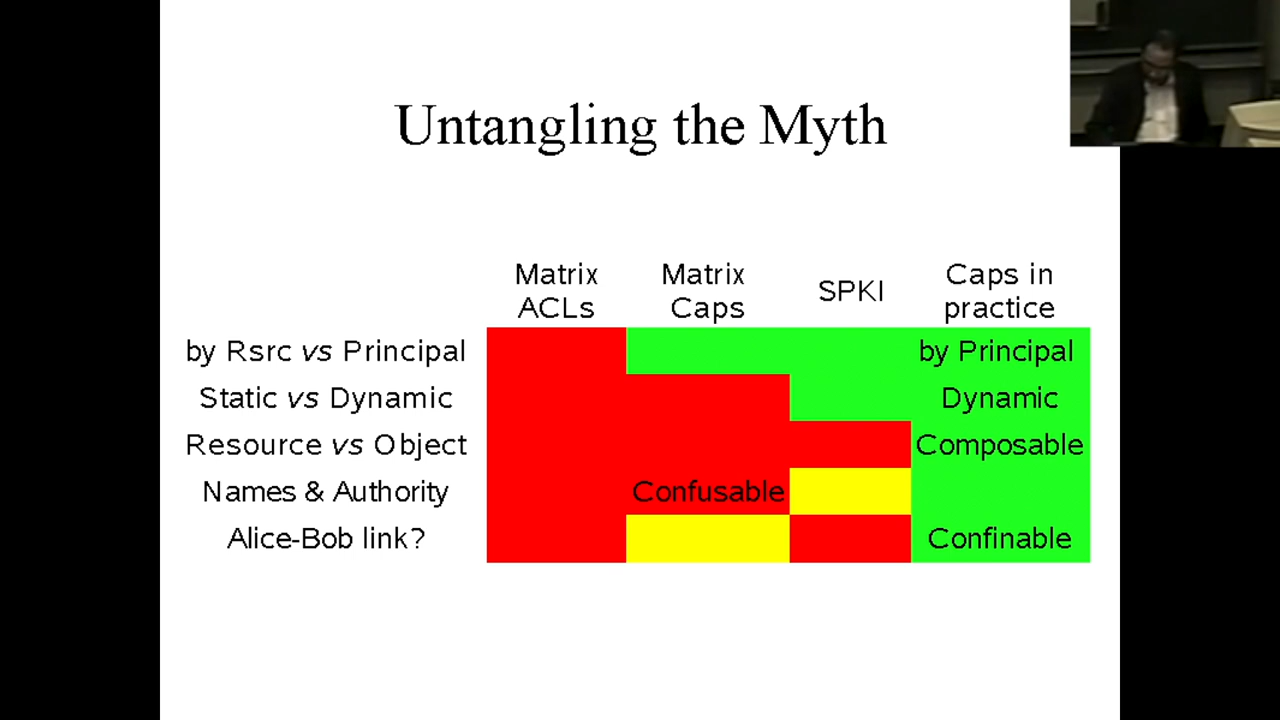 Untangling the Myth
Matrix ACLs
Matrix Caps
SPKI
Caps in practice
by Rsrc vs Principal
by Principal
Static vs Dynamic
Dynamic
Resource vs Object
Composable
Names & Authority
Confusable
Alice-Bob link?
Confinable